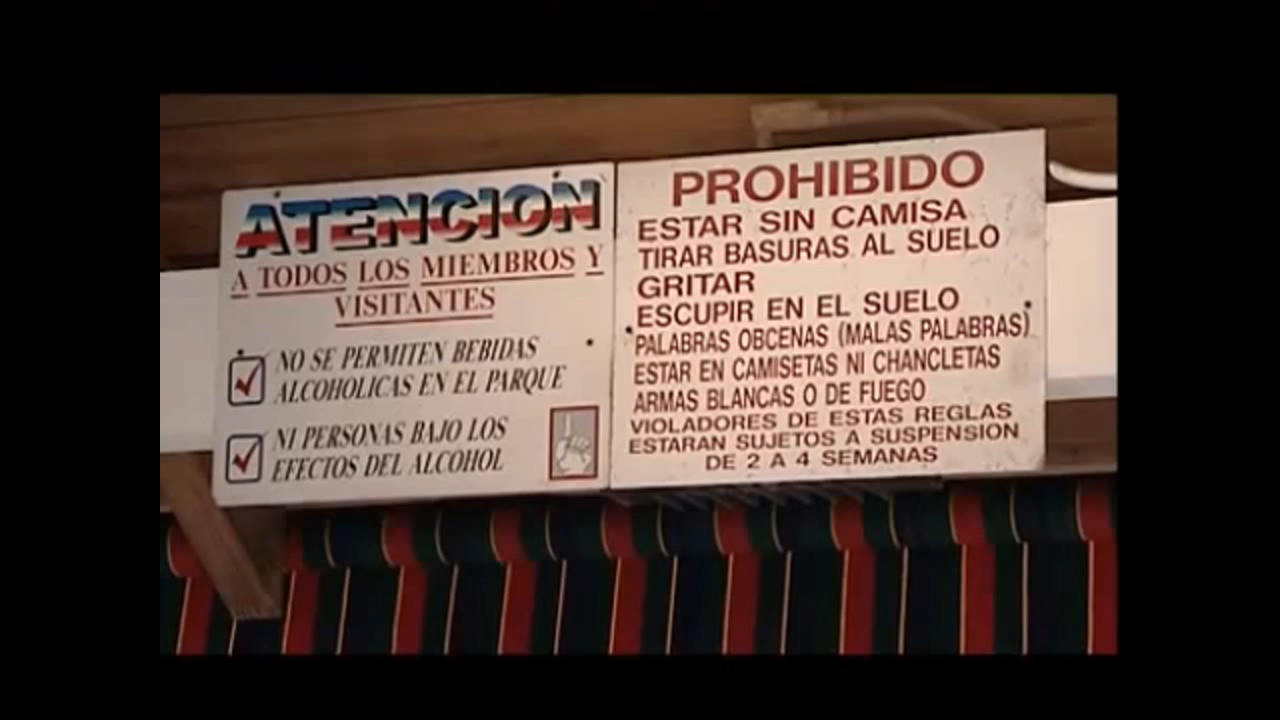 ATENCION
A TODOS LOS MIEMBROS Y
VISITANTES
NO SE PERMITEN BEBIDAS
ALCOHOLICAS EN EL PARQUE
NI PERSONAS BAJO LOS
EFECTOS DEL ALCOHOL
PROHIBIDO
ESTAR SIN CAMISA
TIRAR BASURAS AL SUELO
GRITAR
ESCUPIR EN EL SUELO
PALABRAS OBCENAS (MALAS PALABRAS)
ESTAR EN CAMISETAS NI CHANCLETAS
ARMAS BLANCAS O DE FUEGO
VIOLADORES DE ESTAS REGLAS
ESTARAN SUJETOS A SUSPENSION
DE 2 A 4 SEMANAS